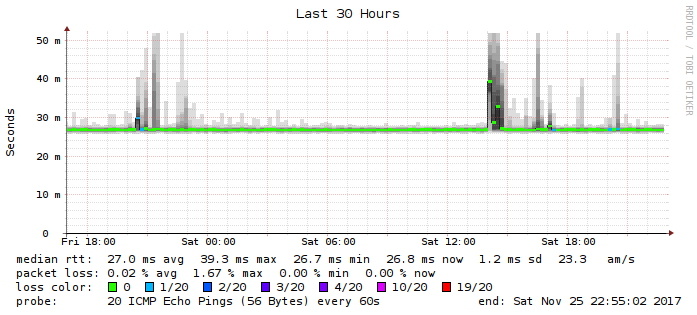 Last 30 Hours
RRDTOOL / TOBI OETIKER
Seconds
50 m
40 m
30 m
20 m
10 m
0
Fri 18:00 Sat 00:00 Sat 06:00 Sat 12:00 Sat 18:00
median rtt: 27.0 ms avg 39.3 ms max 26.7 ms min 26.8 ms now 1.2 ms sd 23.3 am/s
packet loss: 0.02 % avg 1.67 % max 0.00 % min 0.00 % now
loss color: 0 1/20 2/20 3/20 4/20 10/20 19/20
probe: 20 ICMP Echo Pings (56 Bytes) every 60s end: Sat Nov 25 22:55:02 2017